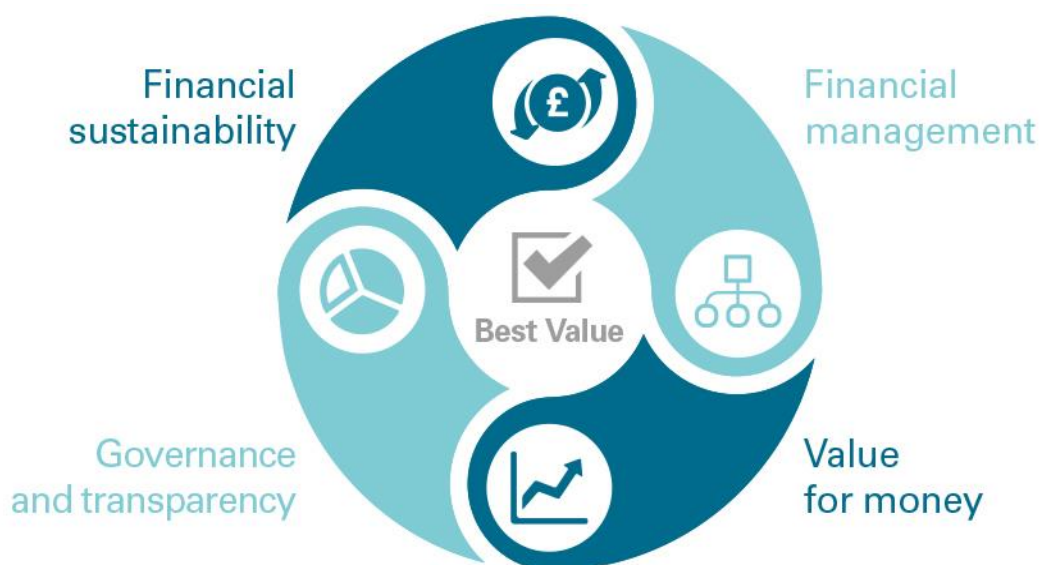 Financial
sustainability
Financial
management
£
Best Value
Governance
and transparency
Value
for money